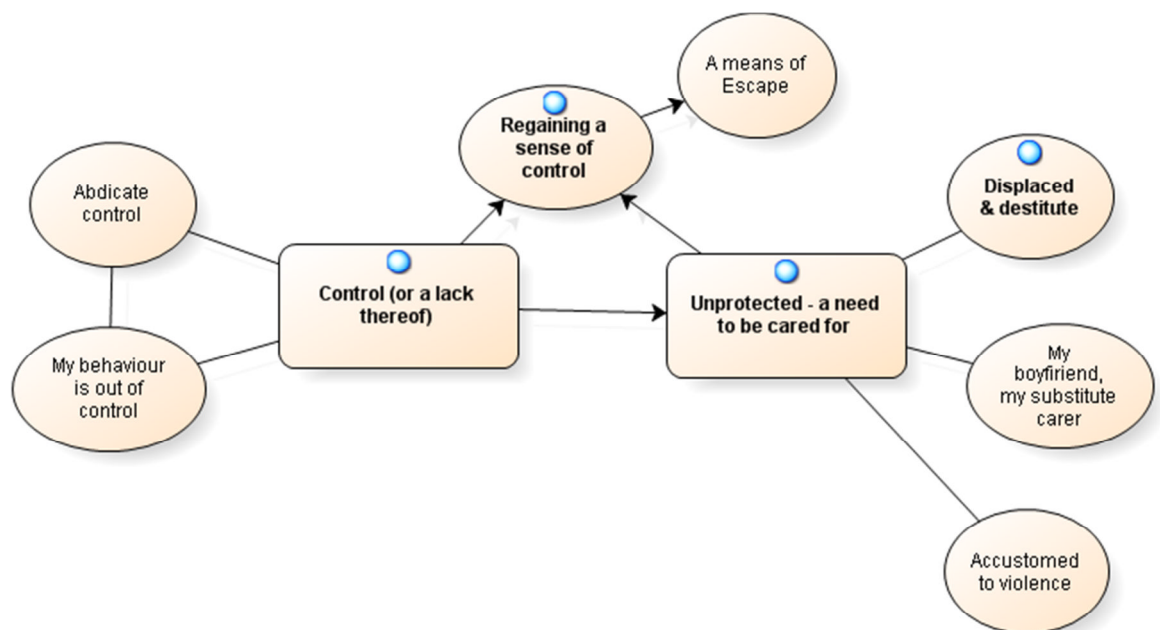 A means of
Escape
Regaining a
sense of
control
Displaced
& destitute
Abdicate
control
Control (or a lack
thereof)
Unprotected - a need
to be cared for
My behaviour
is out of
control
My
boyfiriend,
my substitute
carer
Accustomed
to violence